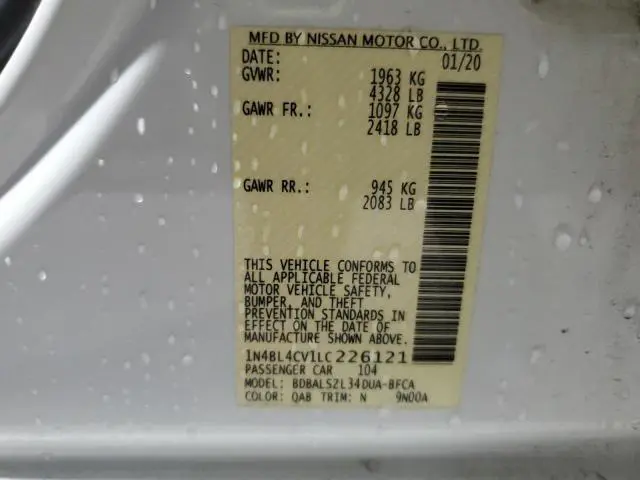 MFD BY NISSAN MOTOR CO., LTD.
DATE: 01/20
GVWR: 1963 KG
4328 LB
GAWR FR.: 1097 KG
2418 LB
GAWR RR.: 945 KG
2083 LB
THIS VEHICLE CONFORMS TO
ALL APPLICABLE FEDERAL
MOTOR VEHICLE SAFETY,
BUMPER, AND THEFT
PREVENTION STANDARDS IN
EFFECT ON THE DATE OF
MANUFACTURE SHOWN ABOVE.
1N4BL4CV1LC226121
PASSENGER CAR 104
MODEL: BDBALSZL34DUA-BFCA
COLOR: QAB TRIM: N 9N00A